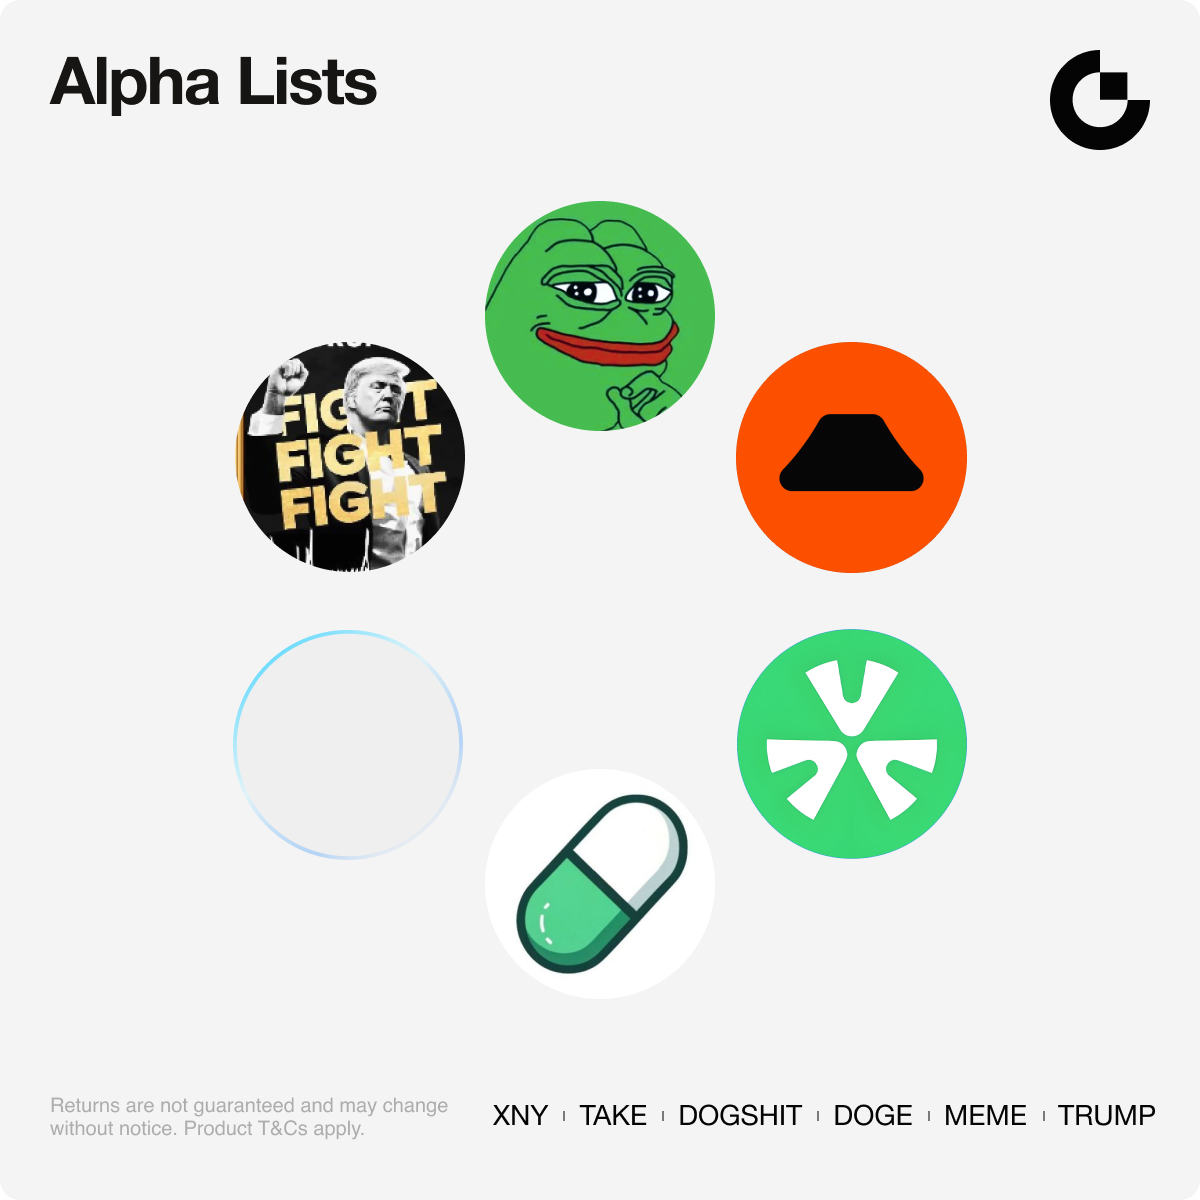 Alpha Lists
FIGHT
FIGHT
FIGHT
Returns are not guaranteed and may change
without notice. Product T&Cs apply.
XNY | TAKE | DOGSHIT | DOGE | MEME | TRUMP